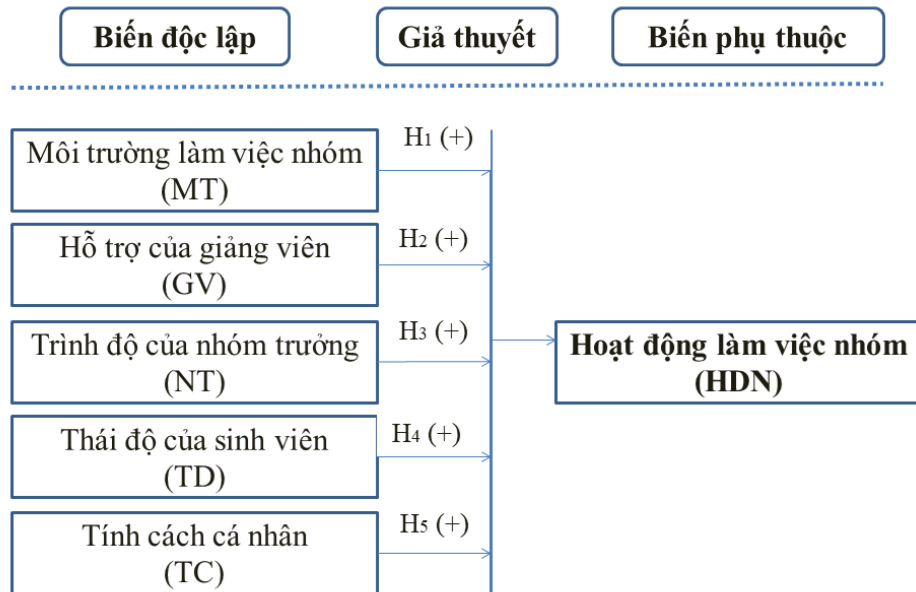 Biến độc lập
Giả thuyết
Biến phụ thuộc
Môi trường làm việc nhóm
(MT)
H1 (+)
Hỗ trợ của giảng viên
(GV)
H2 (+)
Trình độ của nhóm trưởng
(NT)
H3 (+)
Hoạt động làm việc nhóm
(HDN)
Thái độ của sinh viên
(TD)
H4 (+)
Tính cách cá nhân
(TC)
H5 (+)